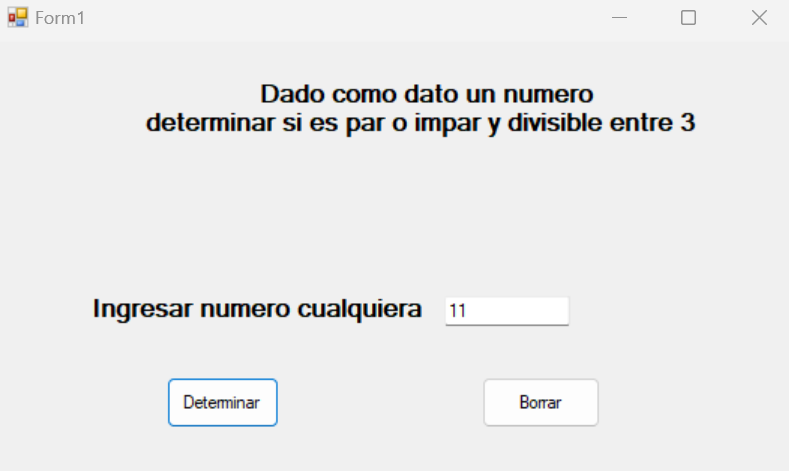 Form1
Dado como dato un numero
determinar si es par o impar y divisible entre 3
Ingresar numero cualquiera 11
Determinar Borrar